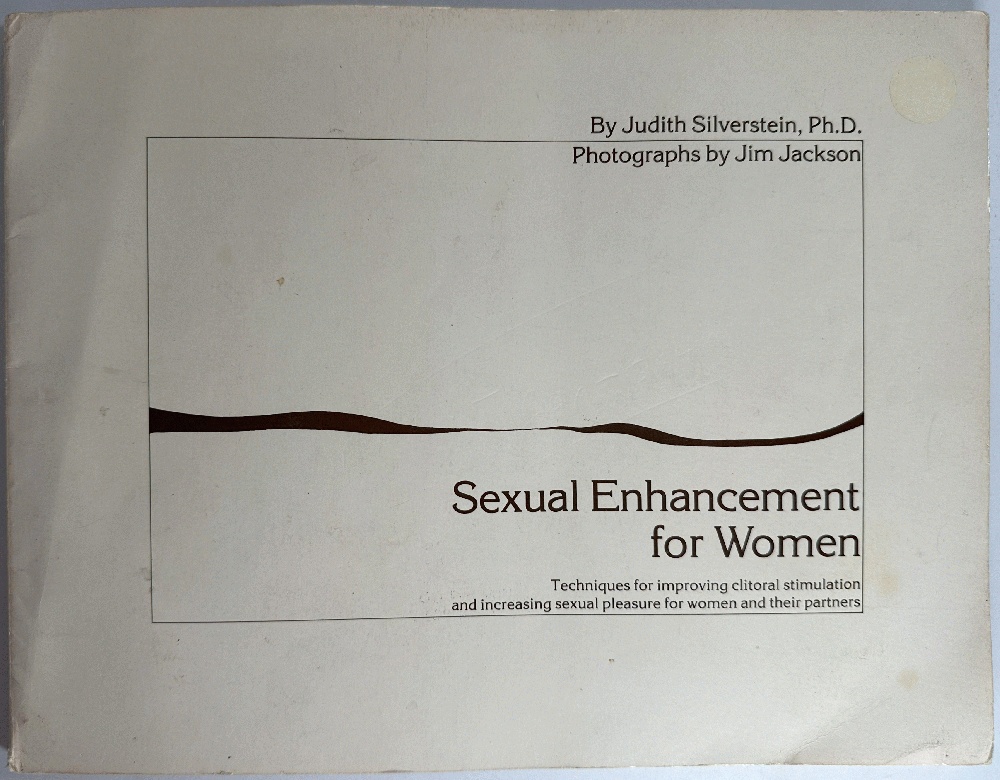 By Judith Silverstein, Ph.D.
Photographs by Jim Jackson
Sexual Enhancement
for Women
Techniques for improving clitoral stimulation
and increasing sexual pleasure for women and their partners